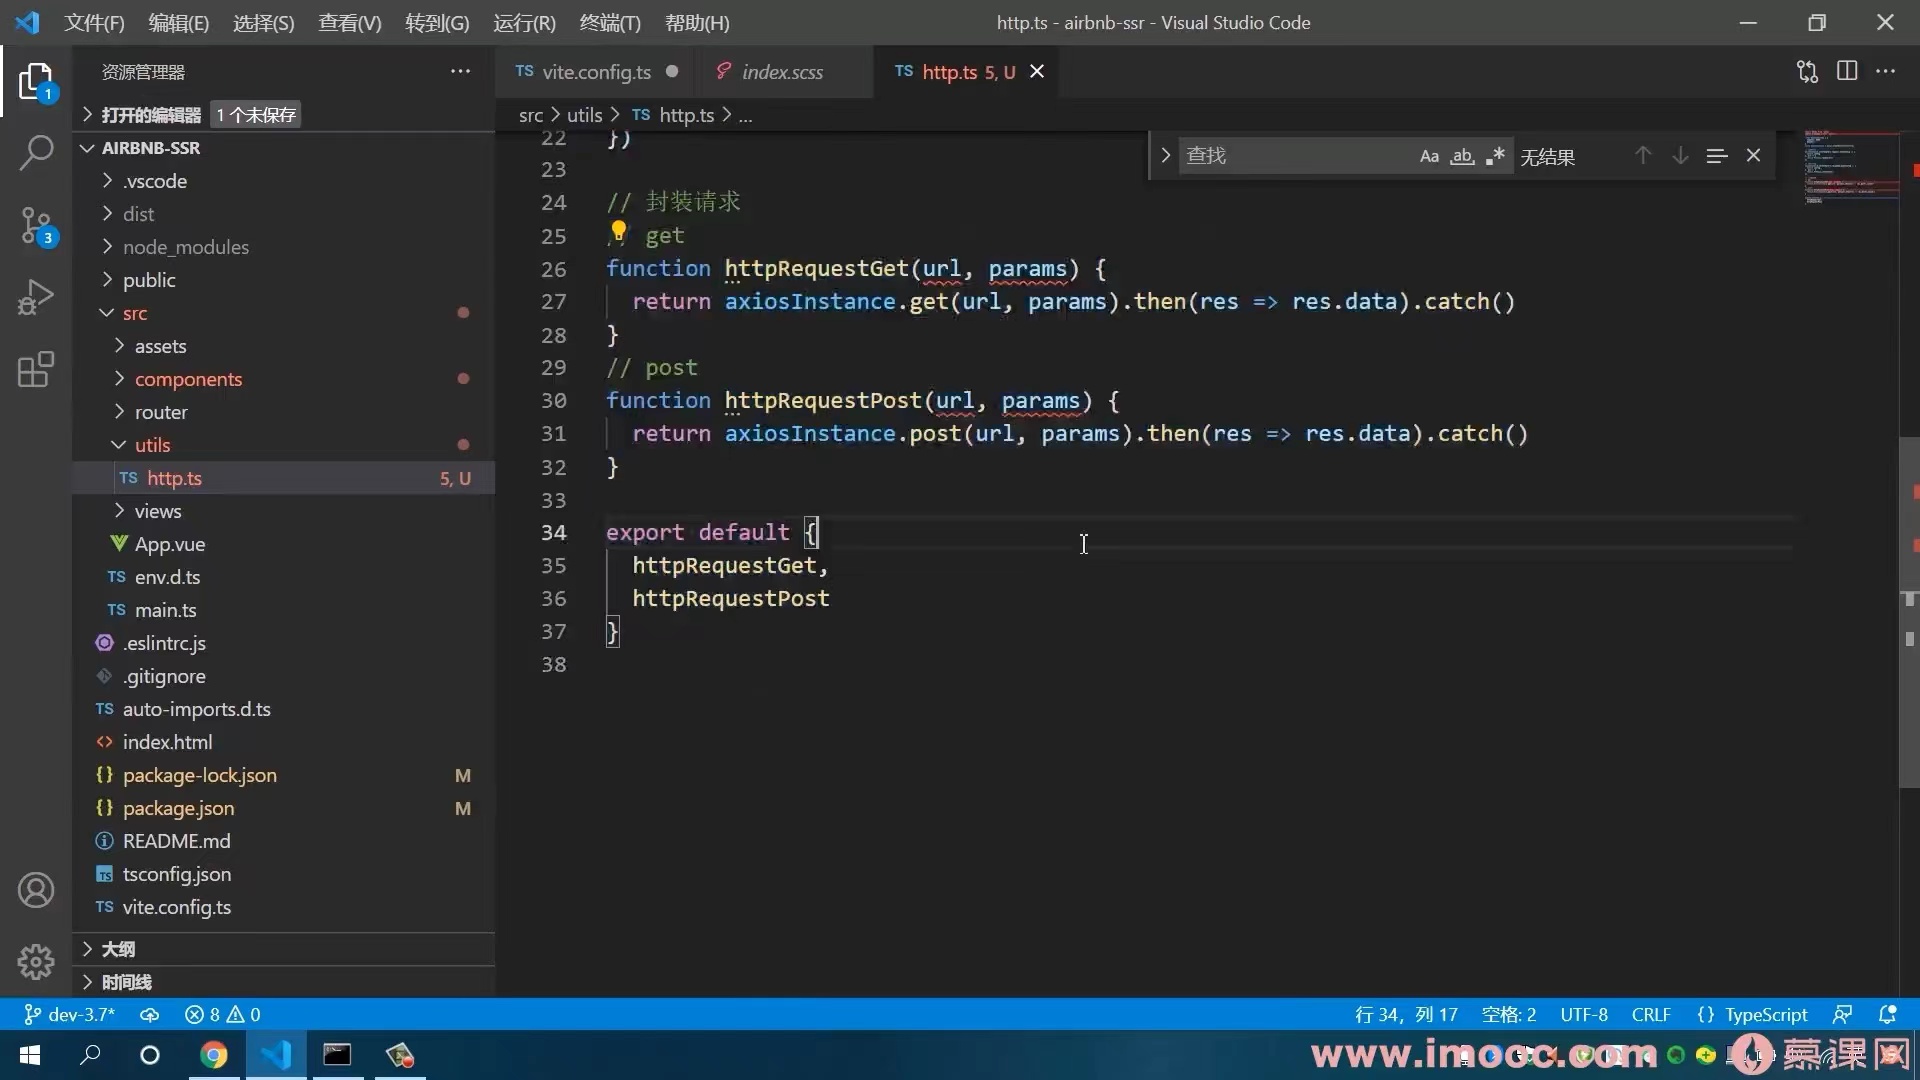 文件(F) 编辑(E) 选择(S) 查看(V) 转到(G) 运行(R) 终端(T) 帮助(H) http.ts - airbnb-ssr - Visual Studio Code
资源管理器
打开的编辑器 1 个未保存
AIRBNB-SSR
.vscode
dist
node_modules
public
src
assets
components
router
utils
TS http.ts 5, U
views
App.vue
TS env.d.ts
TS main.ts
.eslintrc.js
.gitignore
TS auto-imports.d.ts
index.html
package-lock.json M
package.json M
README.md
TS tsconfig.json
TS vite.config.ts
大纲
时间线
1
3
TS vite.config.ts index.scss TS http.ts 5, U
src utils TS http.ts ...
查找 Aa ab 无结果
22 })
23
24 // 封装请求
25 // get
26 function httpRequestGet(url, params) {
27 return axiosInstance.get(url, params).then(res => res.data).catch()
28 }
29 // post
30 function httpRequestPost(url, params) {
31 return axiosInstance.post(url, params).then(res => res.data).catch()
32 }
33
34 export default {
35 httpRequestGet,
36 httpRequestPost
37 }
38
dev-3.7* 8 0 行 34，列 17 空格: 2 UTF-8 CRLF {} TypeScript
www.imooc.com 慕课网